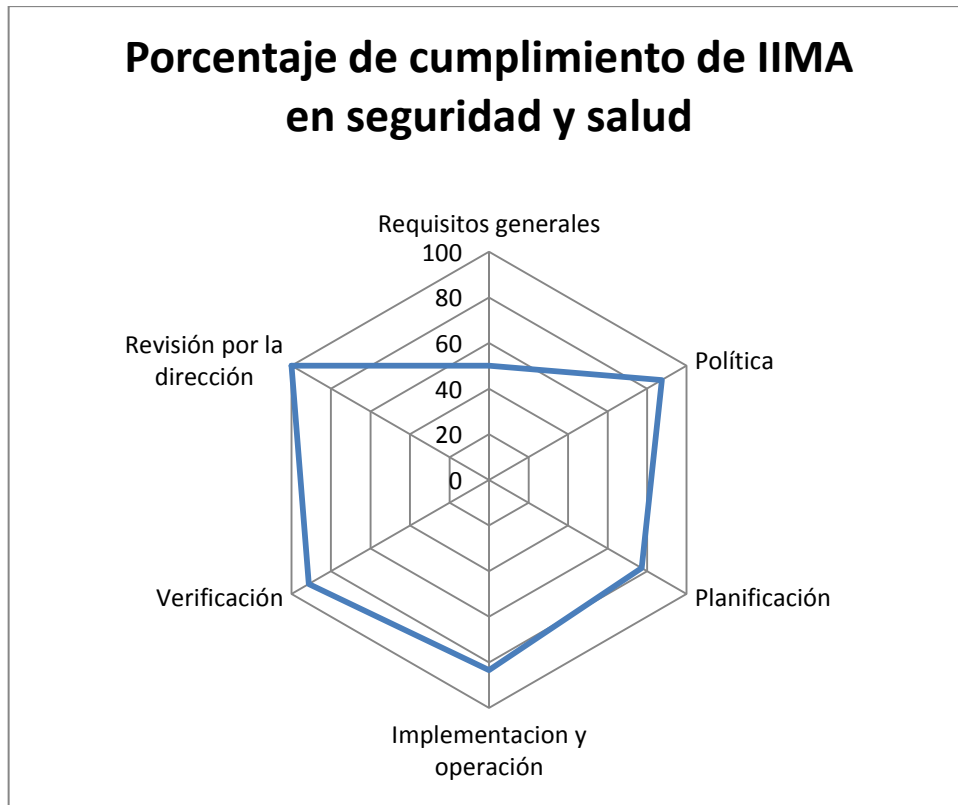 Porcentaje de cumplimiento de IIMA
en seguridad y salud
Requisitos generales
100
80
60
40
20
0
Política
Planificación
Implementacion y
operación
Verificación
Revisión por la
dirección